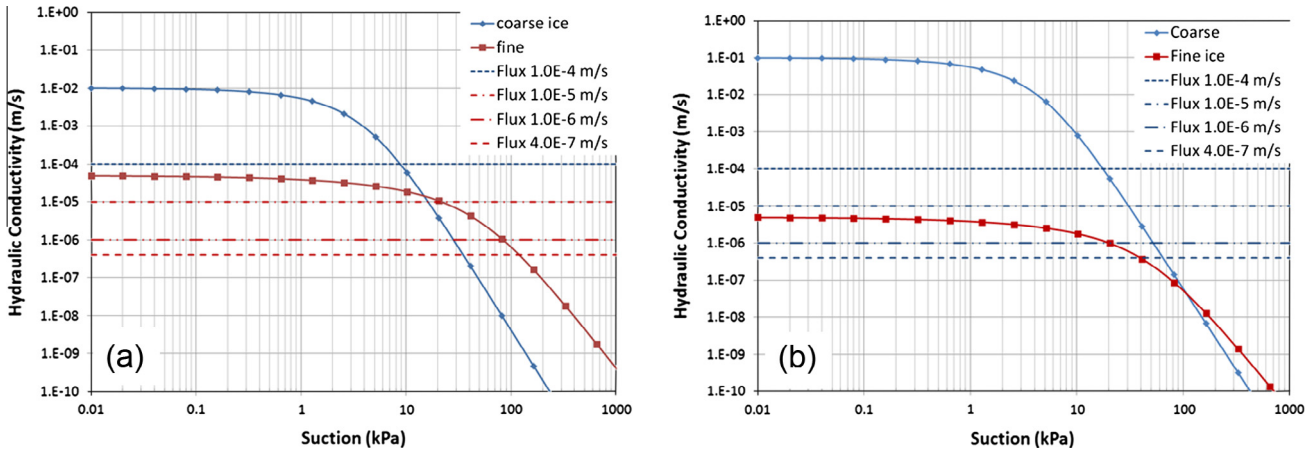 1.E+00
1.E-01
1.E-02
1.E-03
1.E-04
1.E-05
1.E-06
1.E-07
1.E-08
1.E-09
1.E-10
Hydraulic Conductivity (m/s)
coarse ice
fine
Flux 1.0E-4 m/s
Flux 1.0E-5 m/s
Flux 1.0E-6 m/s
Flux 4.0E-7 m/s
(a)
0.01 0.1 1 10 100 1000
Suction (kPa)
1.E+00
1.E-01
1.E-02
1.E-03
1.E-04
1.E-05
1.E-06
1.E-07
1.E-08
1.E-09
1.E-10
Hydraulic Conductivity (m/s)
Coarse
Fine ice
Flux 1.0E-4 m/s
Flux 1.0E-5 m/s
Flux 1.0E-6 m/s
Flux 4.0E-7 m/s
(b)
0.01 0.1 1 10 100 1000
Suction (kPa)